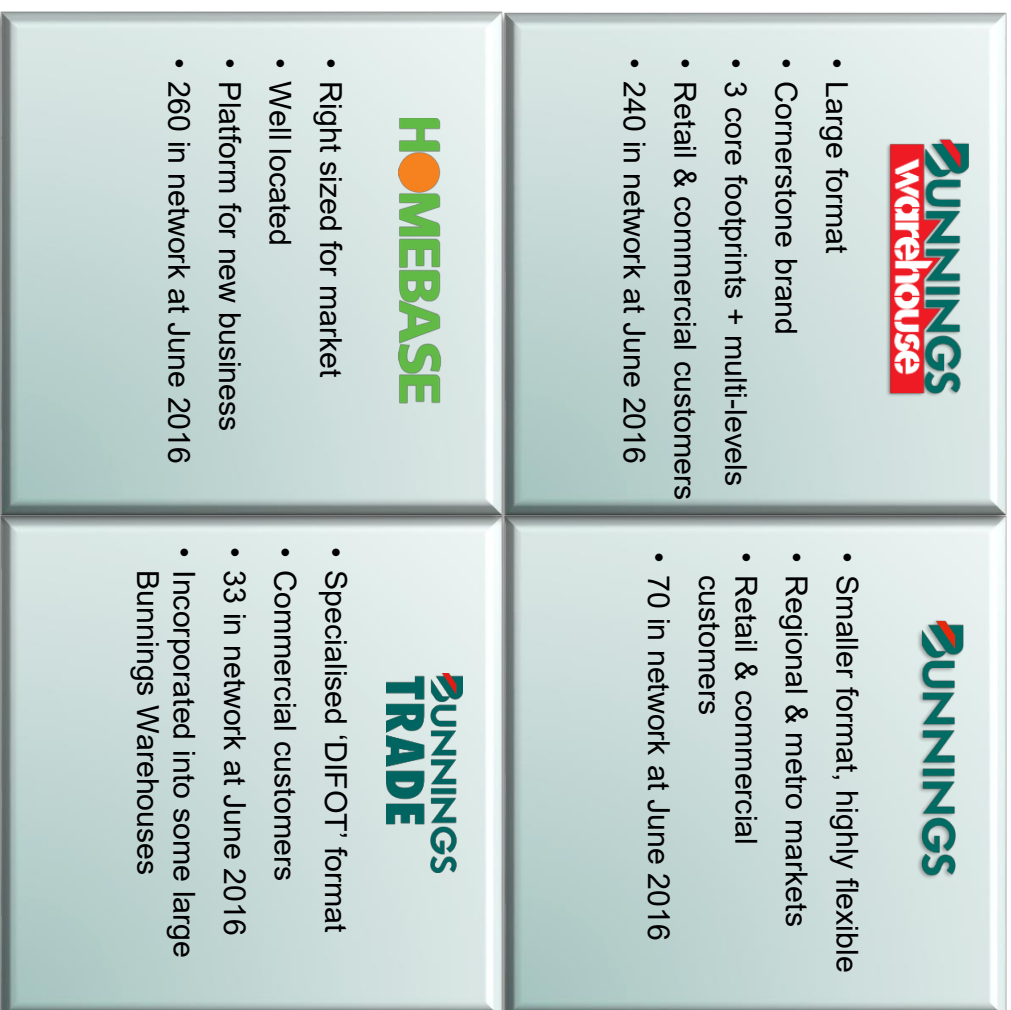 BUNNINGS
warehouse
• Large format
• Cornerstone brand
• 3 core footprints + multi-levels
• Retail & commercial customers
• 240 in network at June 2016
BUNNINGS
• Smaller format, highly flexible
• Regional & metro markets
• Retail & commercial
customers
• 70 in network at June 2016
HOMEBASE
• Right sized for market
• Well located
• Platform for new business
• 260 in network at June 2016
BUNNINGS
TRADE
• Specialised ‘DIFOT’ format
• Commercial customers
• 33 in network at June 2016
• Incorporated into some large
Bunnings Warehouses